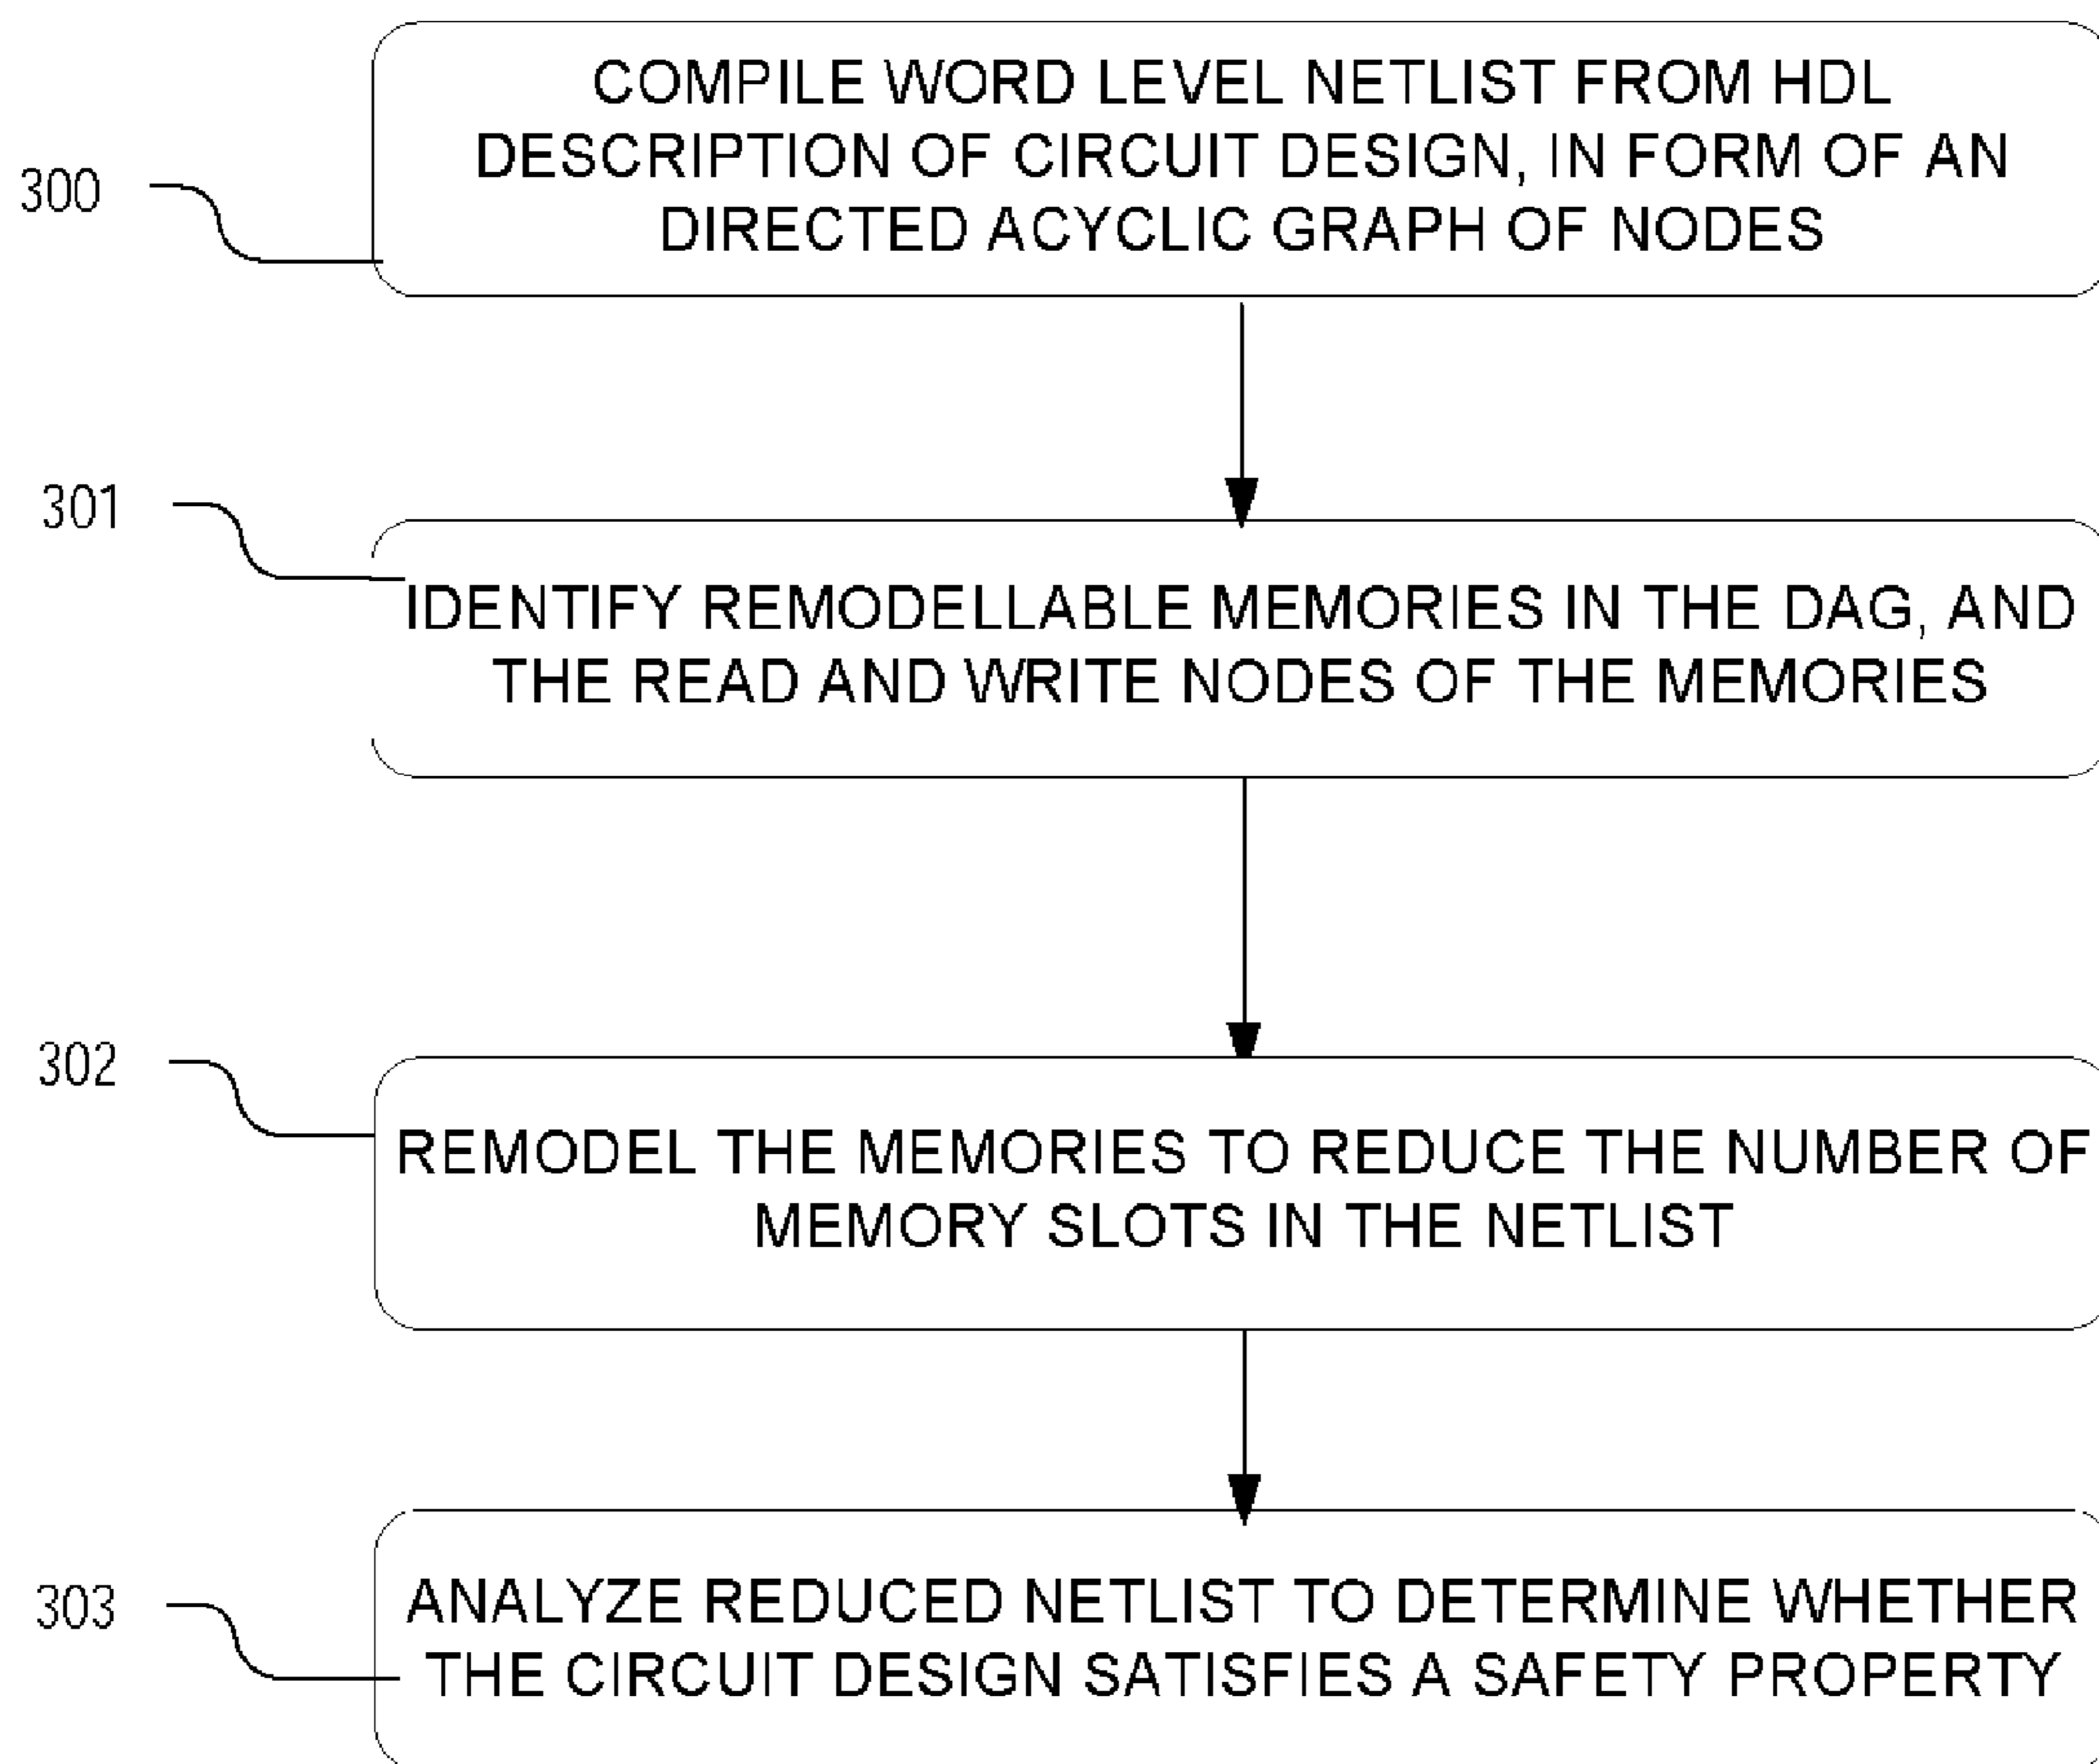 COMPILE WORD LEVEL NETLIST FROM HDL
DESCRIPTION OF CIRCUIT DESIGN, IN FORM OF AN
DIRECTED ACYCLIC GRAPH OF NODES
300
301
IDENTIFY REMODELLABLE MEMORIES IN THE DAG, AND
THE READ AND WRITE NODES OF THE MEMORIES
302
REMODEL THE MEMORIES TO REDUCE THE NUMBER OF
MEMORY SLOTS IN THE NETLIST
303
ANALYZE REDUCED NETLIST TO DETERMINE WHETHER
THE CIRCUIT DESIGN SATISFIES A SAFETY PROPERTY